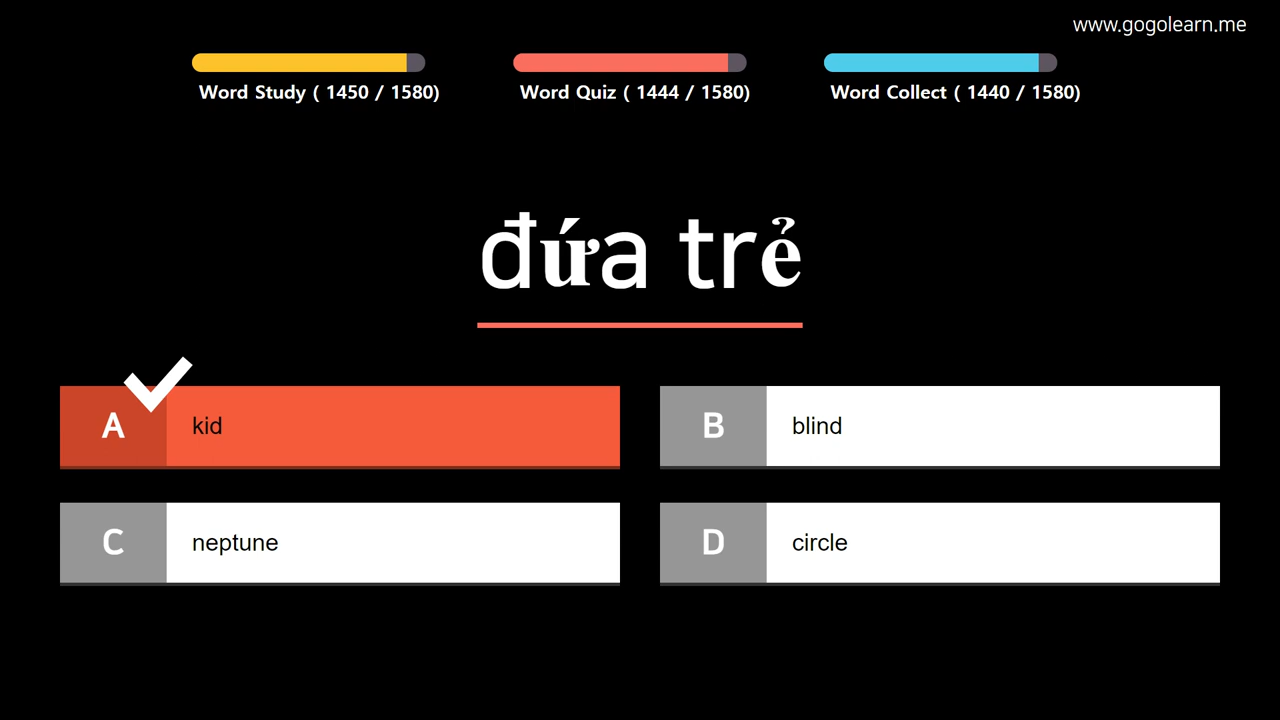 www.gogolearn.me
Word Study ( 1450 / 1580)
Word Quiz ( 1444 / 1580)
Word Collect ( 1440 / 1580)
đứa trẻ
A kid
B blind
C neptune
D circle